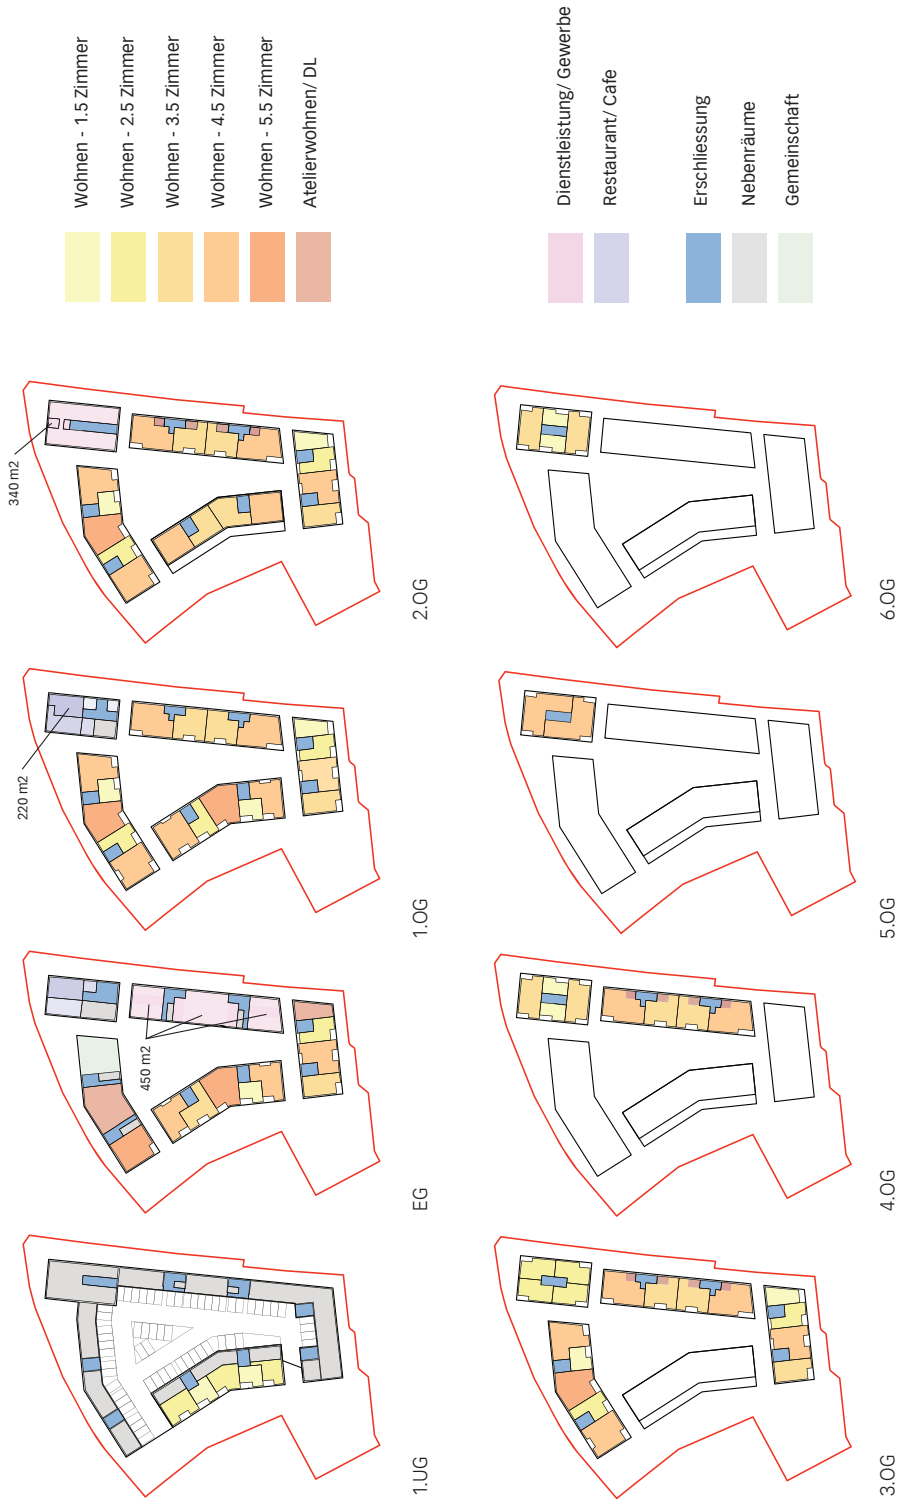 Wohnen - 1.5 Zimmer
Wohnen - 2.5 Zimmer
Wohnen - 3.5 Zimmer
Wohnen - 4.5 Zimmer
Wohnen - 5.5 Zimmer
Atelierwohnen/ DL
Dienstleistung/ Gewerbe
Restaurant/ Cafe
Erschliessung
Nebenräume
Gemeinschaft
1.UG
450 m2
EG
220 m2
1.OG
340 m2
2.OG
3.OG
4.OG
5.OG
6.OG